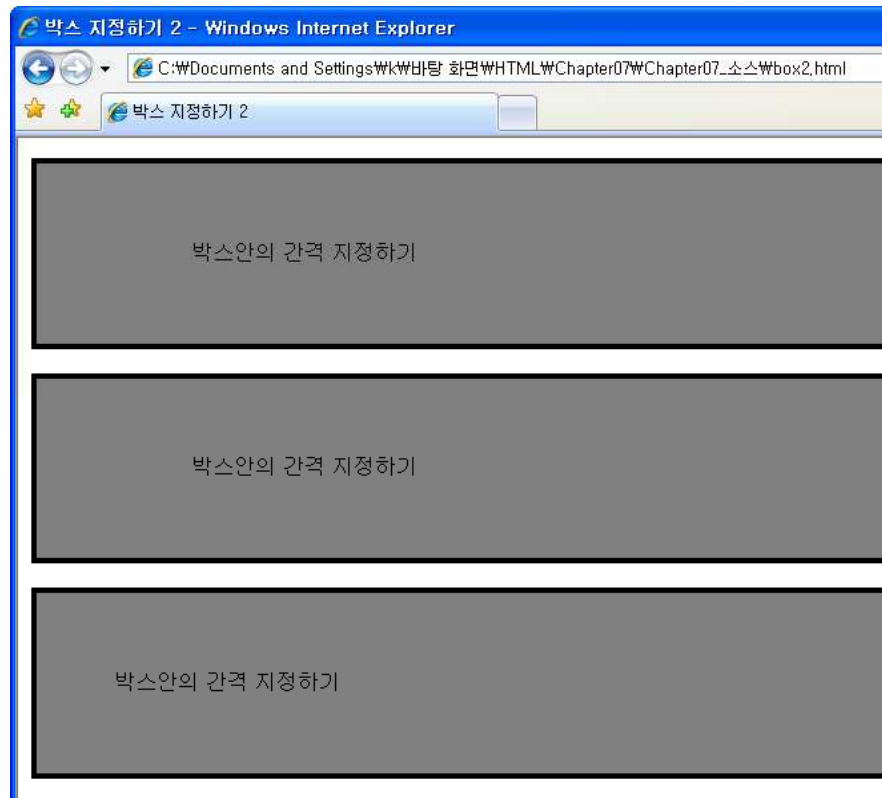 박스 지정하기 2 - Windows Internet Explorer
C:₩Documents and Settings₩k₩바탕 화면₩HTML₩Chapter07₩Chapter07_소스₩box2.html
박스 지정하기 2
박스안의 간격 지정하기
박스안의 간격 지정하기
박스안의 간격 지정하기